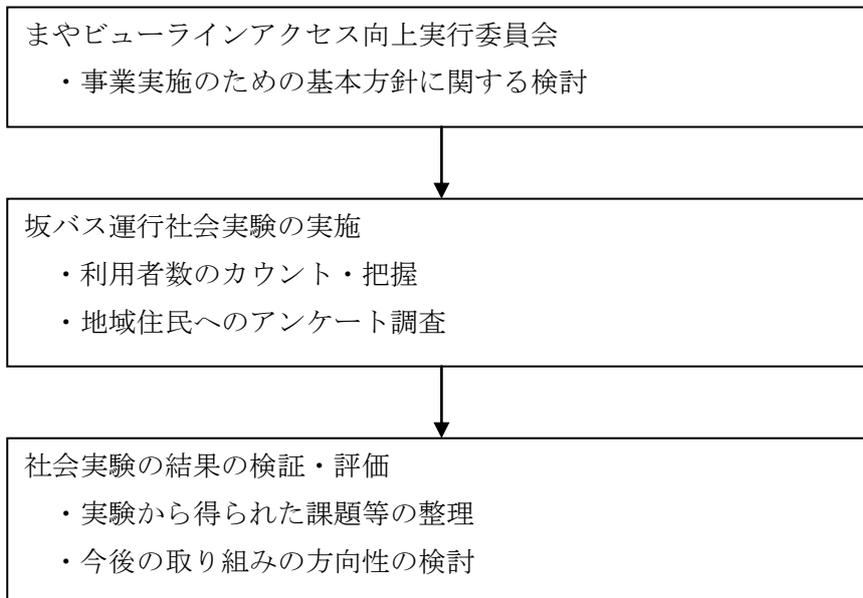 まやビューラインアクセス向上実行委員会
・事業実施のための基本方針に関する検討
坂バス運行社会実験の実施
・利用者数のカウント・把握
・地域住民へのアンケート調査
社会実験の結果の検証・評価
・実験から得られた課題等の整理
・今後の取り組みの方向性の検討